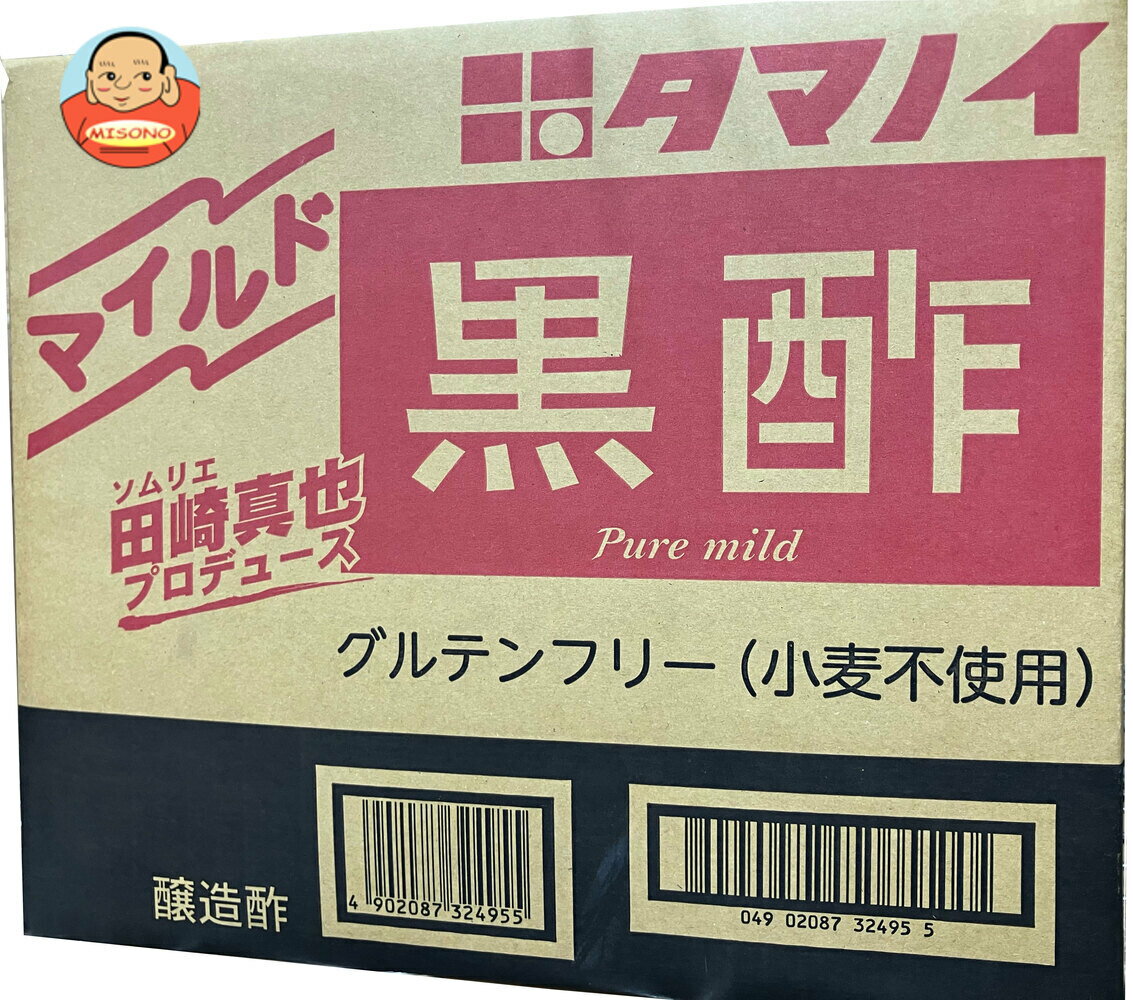 MISONO
タマノイ
マイルド
黒酢
Pure mild
ソムリエ
田崎真也
プロデュース
グルテンフリー(小麦不使用)
醸造酢
4 902087 324955
049 02087 32495 5